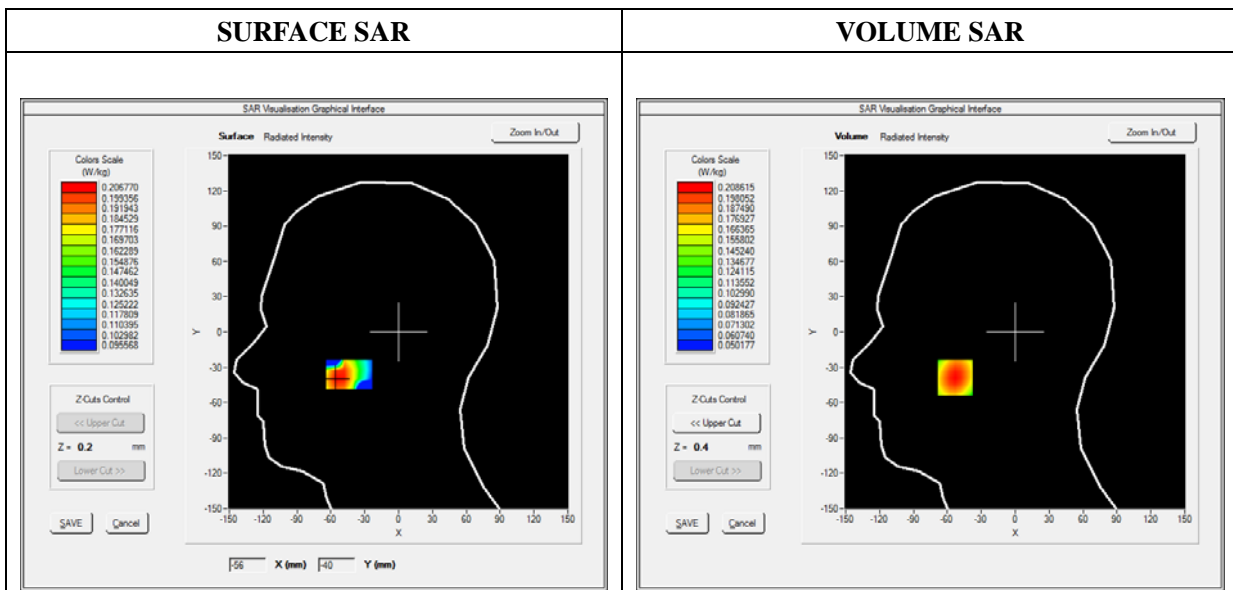 SURFACE SAR
VOLUME SAR
SAR Visualisation Graphical Interface
Surface Radiated Intensity
Zoom In/Out
Colors Scale
(W/kg)
0.206770
0.199356
0.191943
0.184529
0.177116
0.169703
0.162289
0.154876
0.147462
0.140049
0.132635
0.125222
0.117809
0.110395
0.102982
0.095568
Z-Cuts Control
<< Upper Cut
Z = 0.2 mm
Lower Cut >>
SAVE Cancel
150
120
90
60
30
Y 0
-30
-60
-90
-120
-150
-150 -120 -90 -60 -30 0 30 60 90 120 150
X
-56 X (mm) -40 Y (mm)
SAR Visualisation Graphical Interface
Volume Radiated Intensity
Zoom In/Out
Colors Scale
(W/kg)
0.208615
0.198052
0.187490
0.176927
0.166365
0.155802
0.145240
0.134677
0.124115
0.113552
0.102990
0.092427
0.081865
0.071302
0.060740
0.050177
Z-Cuts Control
<< Upper Cut
Z = 0.4 mm
Lower Cut >>
SAVE Cancel
150
120
90
60
30
Y 0
-30
-60
-90
-120
-150
-150 -120 -90 -60 -30 0 30 60 90 120 150
X